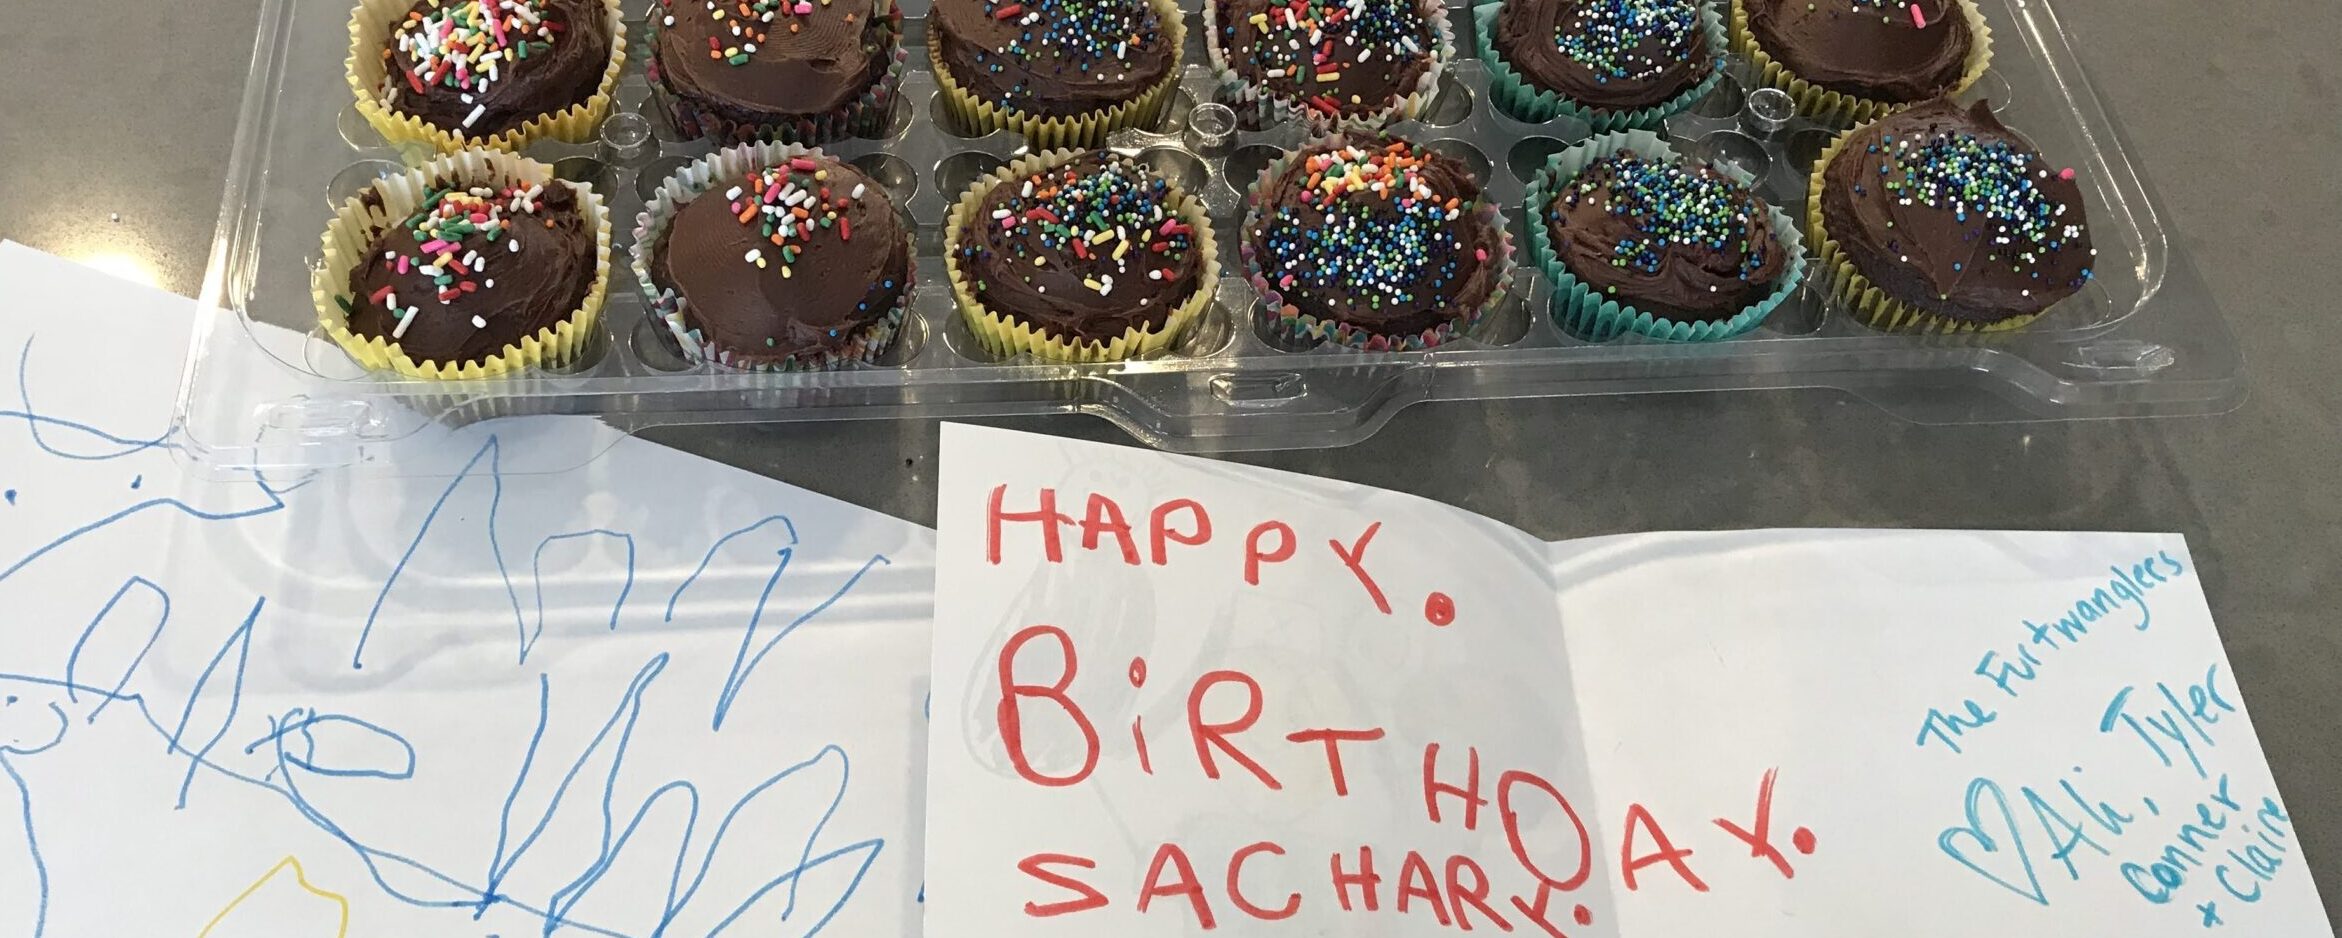 HAPPY.
BiRTHDAY.
SACHARY.
The Furtwanglers
Ali, Tyler
Conner
+ Claire